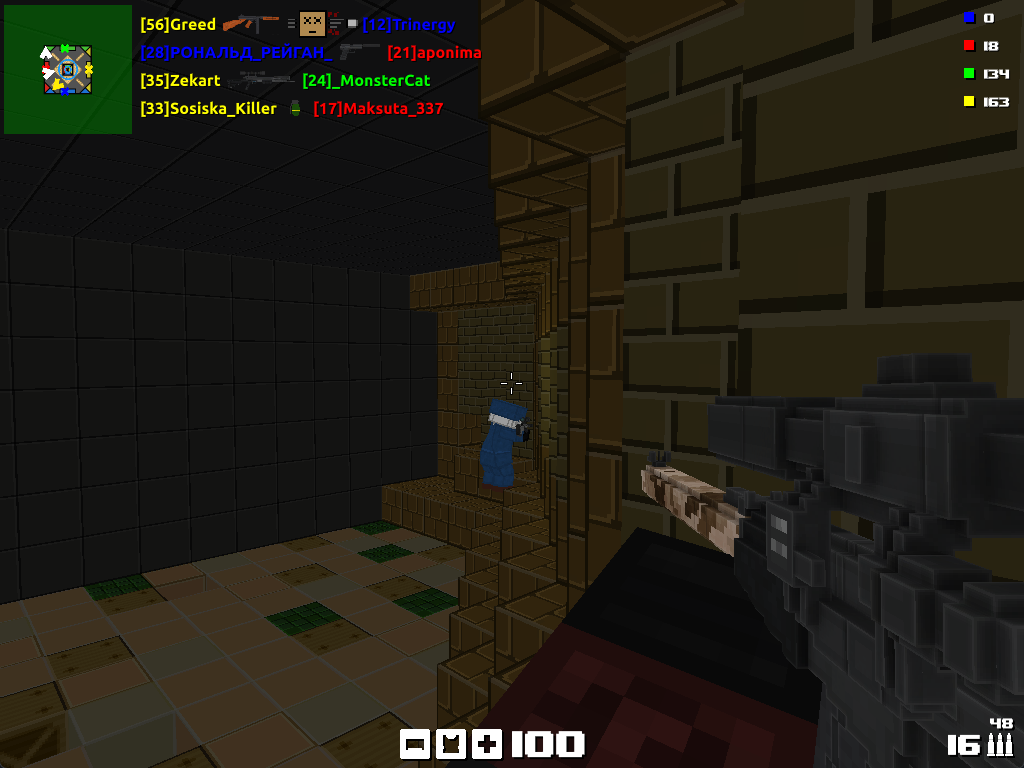 [56]Greed [12]Trinergy
0
[28]РОНАЛЬД_РЕЙГАН_ [21]aponima
18
[35]Zekart [24]_MonsterCat
134
[33]Sosiska_Killer [17]Maksuta_337
163
48
100
16